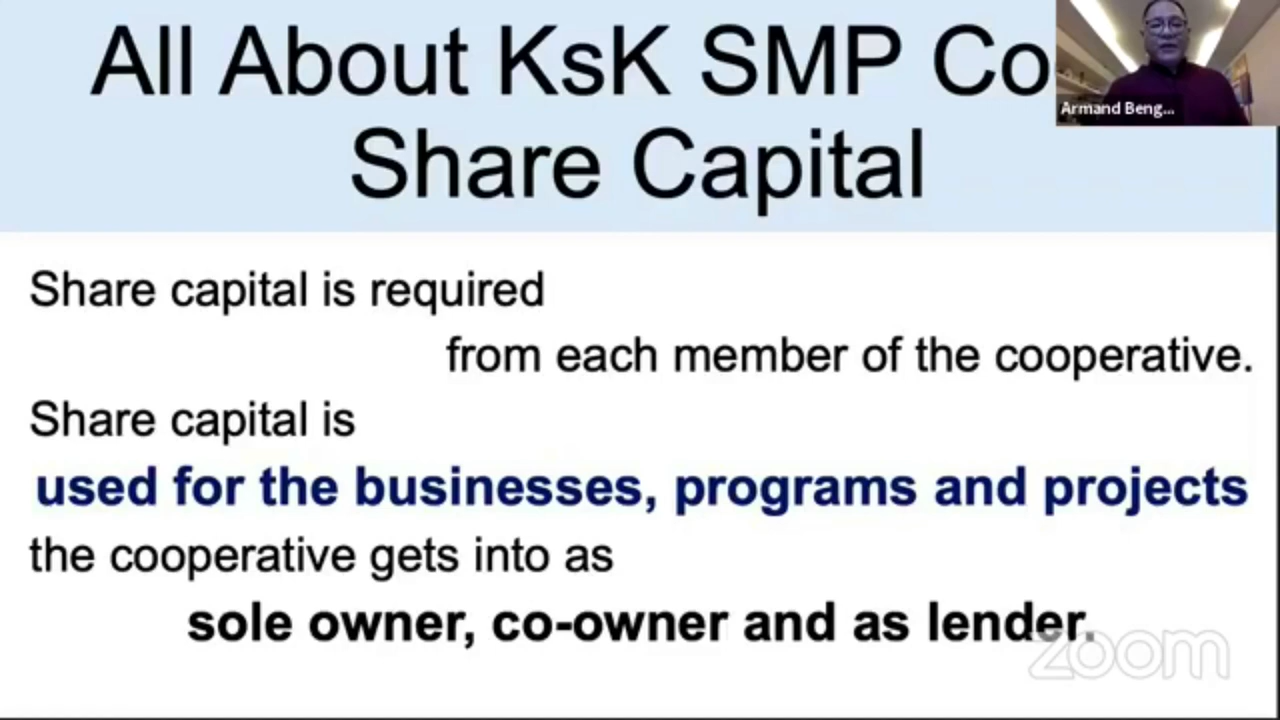 All About KsK SMP Co
Share Capital
Armand Beng...
Share capital is required
from each member of the cooperative.
Share capital is
used for the businesses, programs and projects
the cooperative gets into as
sole owner, co-owner and as lender.
zoom